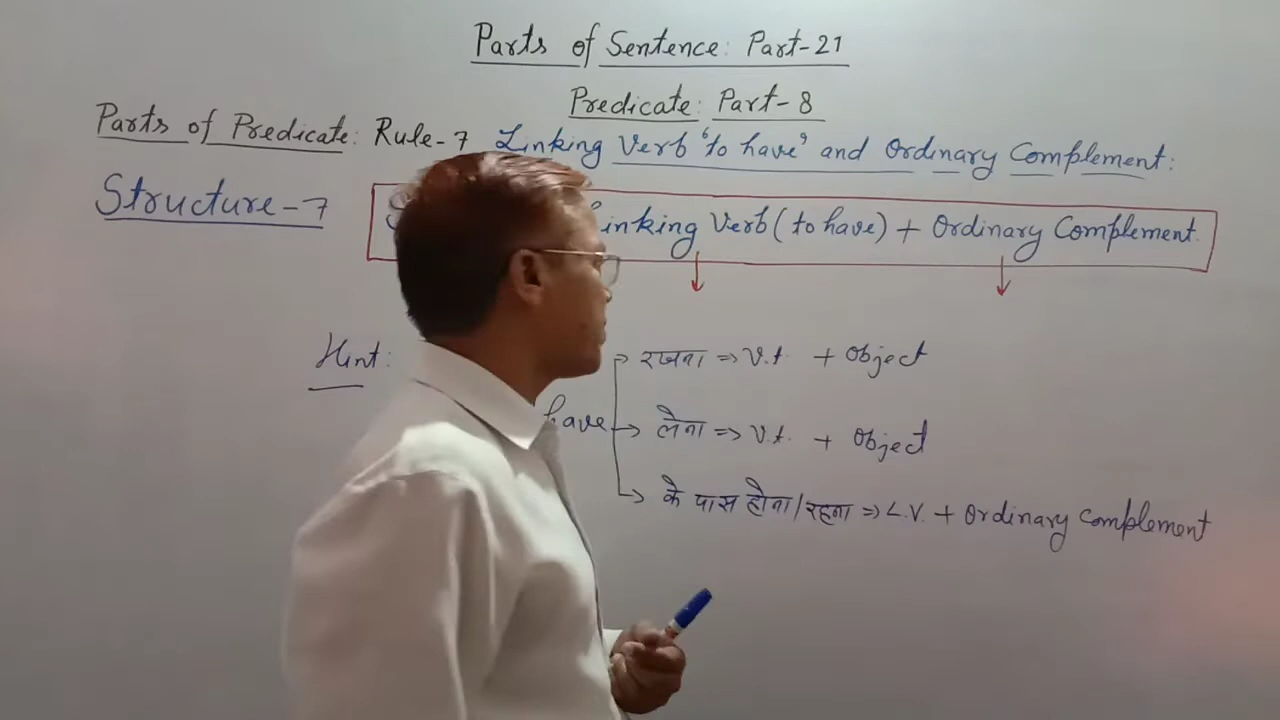 Parts of Sentence: Part-21
Predicate: Part-8
Parts of Predicate: Rule-7 Linking Verb 'to have' and Ordinary Complement:
Structure-7
inking Verb (to have) + Ordinary Complement.
Hint:
रखना => V.t. + Object
have
लेना => V.t. + Object
के पास होना/रहना => L.V. + Ordinary Complement